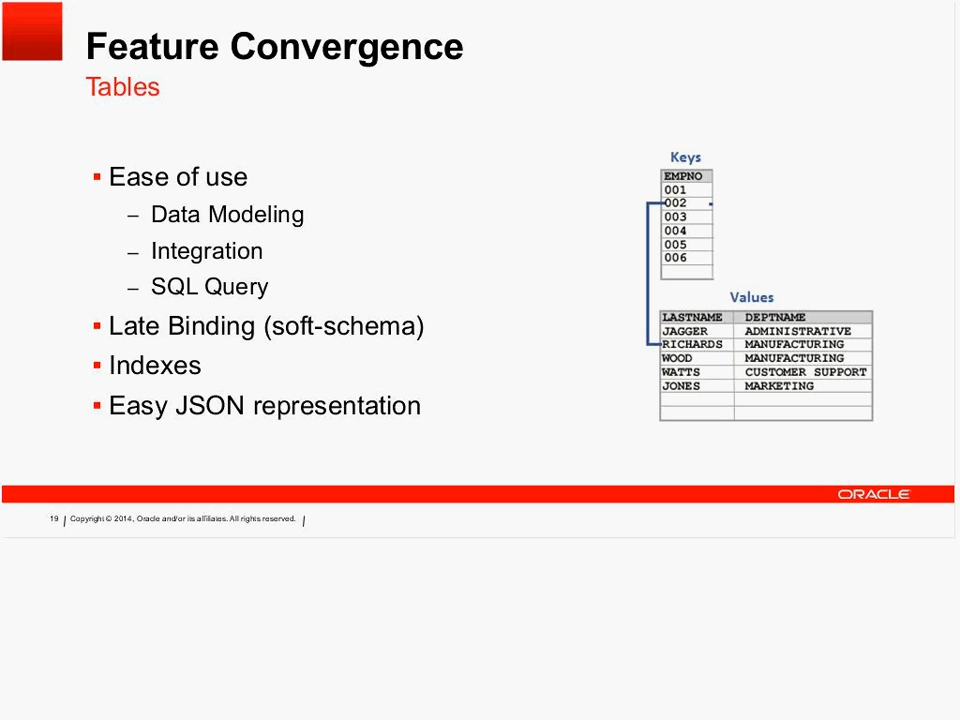 Feature Convergence
Tables
▪ Ease of use
– Data Modeling
– Integration
– SQL Query
▪ Late Binding (soft-schema)
▪ Indexes
▪ Easy JSON representation
Keys
EMPNO
001
002
003
004
005
006
Values
LASTNAME DEPTNAME
JAGGER ADMINISTRATIVE
RICHARDS MANUFACTURING
WOOD MANUFACTURING
WATTS CUSTOMER SUPPORT
JONES MARKETING
ORACLE
19 | Copyright © 2014, Oracle and/or its affiliates. All rights reserved. |